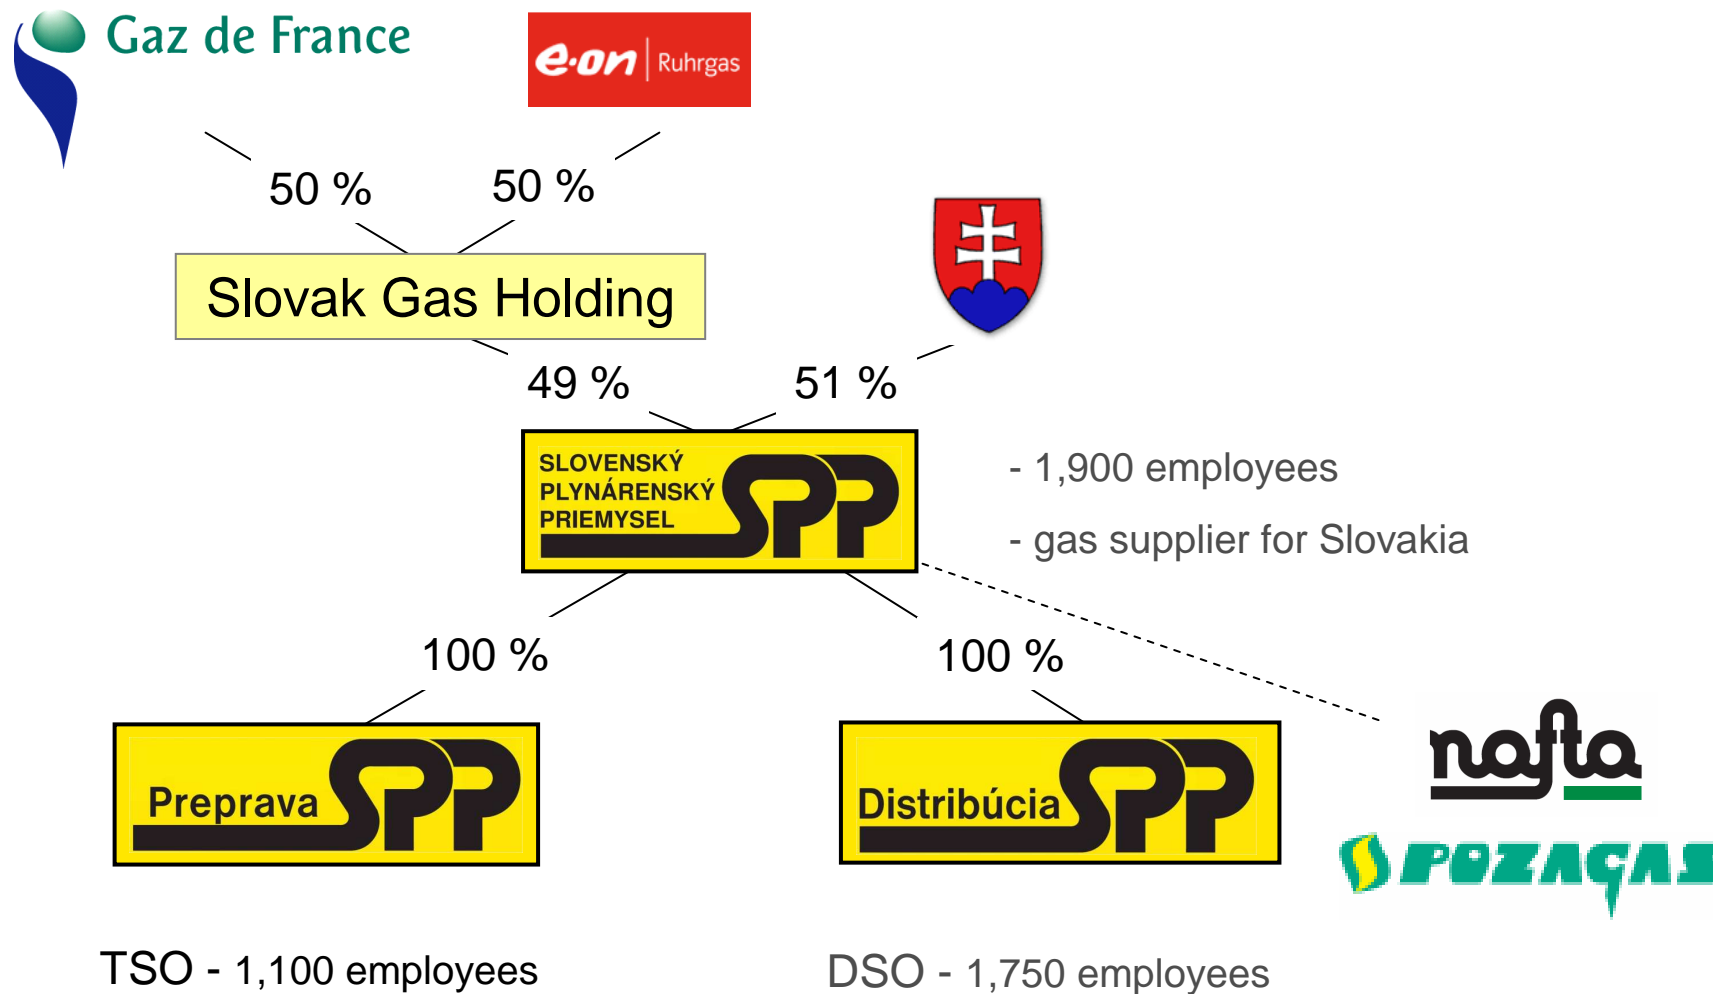 Gaz de France
e·on | Ruhrgas
50 %
50 %
Slovak Gas Holding
49 %
51 %
SLOVENSKÝ
PLYNÁRENSKÝ
PRIEMYSEL
SPP
- 1,900 employees
- gas supplier for Slovakia
100 %
100 %
Preprava SPP
Distribúcia SPP
nafta
POZAGAS
TSO - 1,100 employees
DSO - 1,750 employees